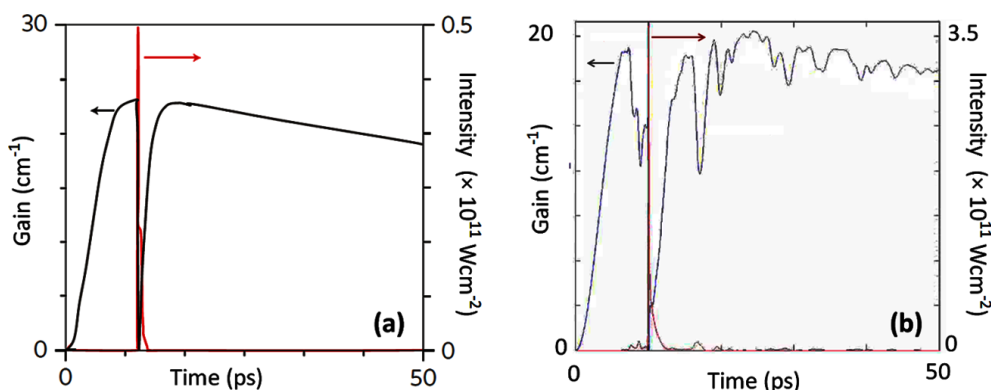 30
Gain (cm⁻¹)
0
0
Time (ps)
50
0.5
Intensity (× 10¹¹ Wcm⁻²)
0
(a)
20
Gain (cm⁻¹)
0
0
Time (ps)
50
3.5
Intensity (× 10¹¹ Wcm⁻²)
0
(b)